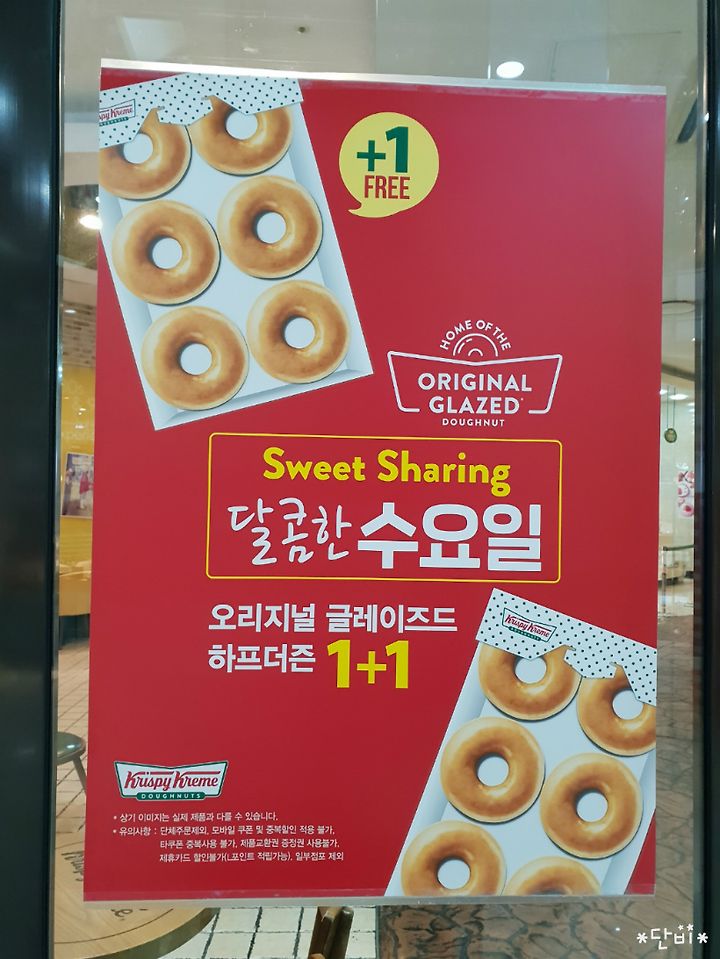 Krispy Kreme
DOUGHNUTS
+1
FREE
HOME OF THE
ORIGINAL
GLAZED
DOUGHNUT
Sweet Sharing
달콤한 수요일
오리지널 글레이즈드
하프더즌 1+1
Krispy Kreme
DOUGHNUTS
Krispy Kreme
DOUGHNUTS
* 상기 이미지는 실제 제품과 다를 수 있습니다.
* 유의사항 : 단체주문제외, 모바일 쿠폰 및 중복할인 적용 불가,
타쿠폰 중복사용 불가, 제품교환권 증정권 사용불가,
제휴카드 할인불가(L.포인트 적립가능), 일부점포 제외
*단비*